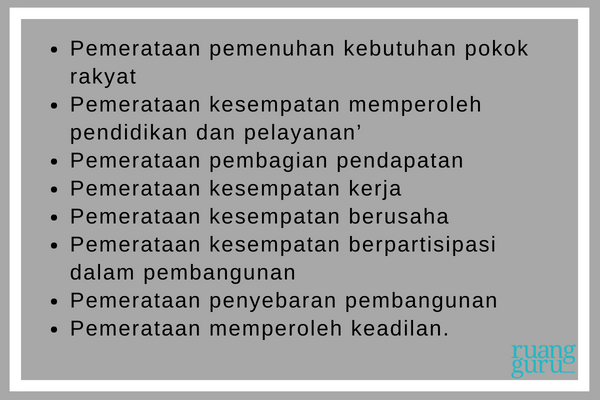 • Pemerataan pemenuhan kebutuhan pokok
rakyat
• Pemerataan kesempatan memperoleh
pendidikan dan pelayanan’
• Pemerataan pembagian pendapatan
• Pemerataan kesempatan kerja
• Pemerataan kesempatan berusaha
• Pemerataan kesempatan berpartisipasi
dalam pembangunan
• Pemerataan penyebaran pembangunan
• Pemerataan memperoleh keadilan.
ruang
guru_